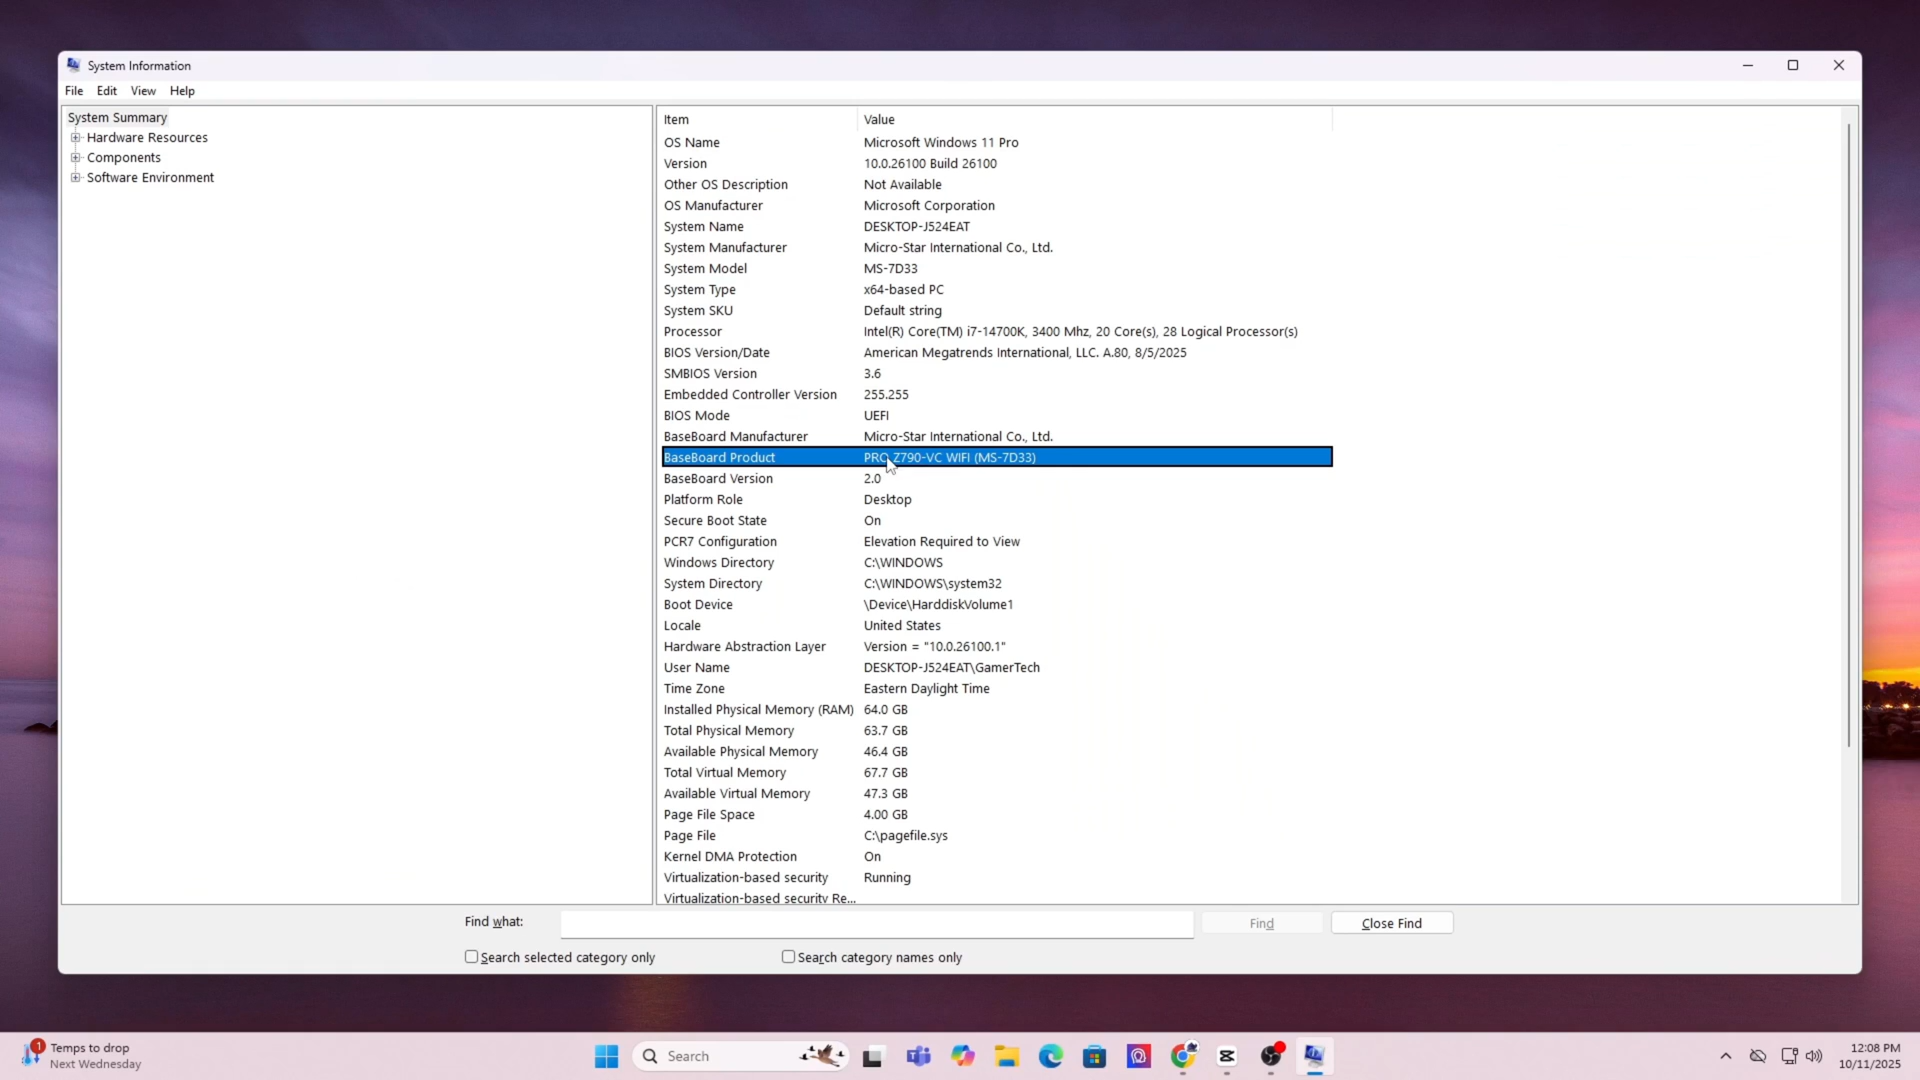 System Information
File Edit View Help
System Summary
Hardware Resources
Components
Software Environment
Item Value
OS Name Microsoft Windows 11 Pro
Version 10.0.26100 Build 26100
Other OS Description Not Available
OS Manufacturer Microsoft Corporation
System Name DESKTOP-J524EAT
System Manufacturer Micro-Star International Co., Ltd.
System Model MS-7D33
System Type x64-based PC
System SKU Default string
Processor Intel(R) Core(TM) i7-14700K, 3400 Mhz, 20 Core(s), 28 Logical Processor(s)
BIOS Version/Date American Megatrends International, LLC. A.80, 8/5/2025
SMBIOS Version 3.6
Embedded Controller Version 255.255
BIOS Mode UEFI
BaseBoard Manufacturer Micro-Star International Co., Ltd.
BaseBoard Product PRO Z790-VC WIFI (MS-7D33)
BaseBoard Version 2.0
Platform Role Desktop
Secure Boot State On
PCR7 Configuration Elevation Required to View
Windows Directory C:\WINDOWS
System Directory C:\WINDOWS\system32
Boot Device \Device\HarddiskVolume1
Locale United States
Hardware Abstraction Layer Version = "10.0.26100.1"
User Name DESKTOP-J524EAT\GamerTech
Time Zone Eastern Daylight Time
Installed Physical Memory (RAM) 64.0 GB
Total Physical Memory 63.7 GB
Available Physical Memory 46.4 GB
Total Virtual Memory 67.7 GB
Available Virtual Memory 47.3 GB
Page File Space 4.00 GB
Page File C:\pagefile.sys
Kernel DMA Protection On
Virtualization-based security Running
Virtualization-based security Re...
Find what: Find Close Find
Search selected category only Search category names only
1 Temps to drop
Next Wednesday
Search
12:08 PM
10/11/2025